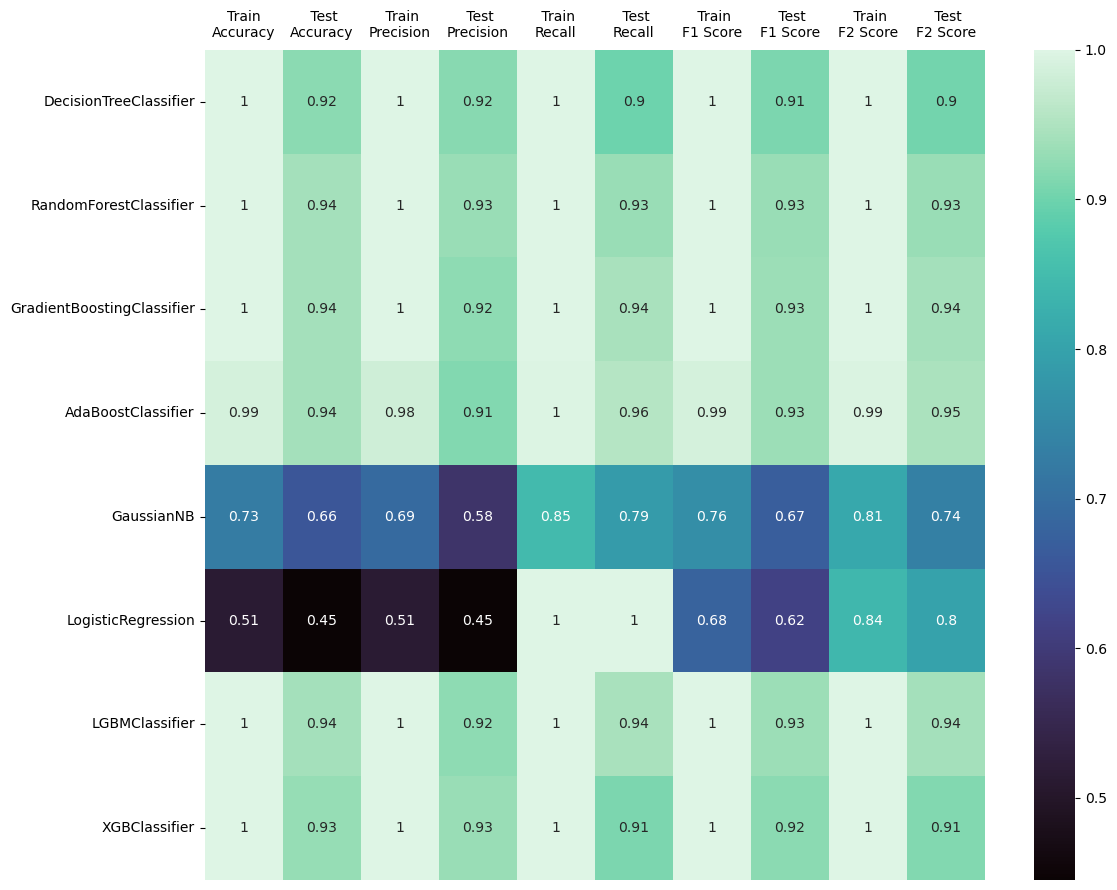 Train Accuracy
Test Accuracy
Train Precision
Test Precision
Train Recall
Test Recall
Train F1 Score
Test F1 Score
Train F2 Score
Test F2 Score
DecisionTreeClassifier 1 0.92 1 0.92 1 0.9 1 0.91 1 0.9
RandomForestClassifier 1 0.94 1 0.93 1 0.93 1 0.93 1 0.93
GradientBoostingClassifier 1 0.94 1 0.92 1 0.94 1 0.93 1 0.94
AdaBoostClassifier 0.99 0.94 0.98 0.91 1 0.96 0.99 0.93 0.99 0.95
GaussianNB 0.73 0.66 0.69 0.58 0.85 0.79 0.76 0.67 0.81 0.74
LogisticRegression 0.51 0.45 0.51 0.45 1 1 0.68 0.62 0.84 0.8
LGBMClassifier 1 0.94 1 0.92 1 0.94 1 0.93 1 0.94
XGBClassifier 1 0.93 1 0.93 1 0.91 1 0.92 1 0.91
1.0
0.9
0.8
0.7
0.6
0.5